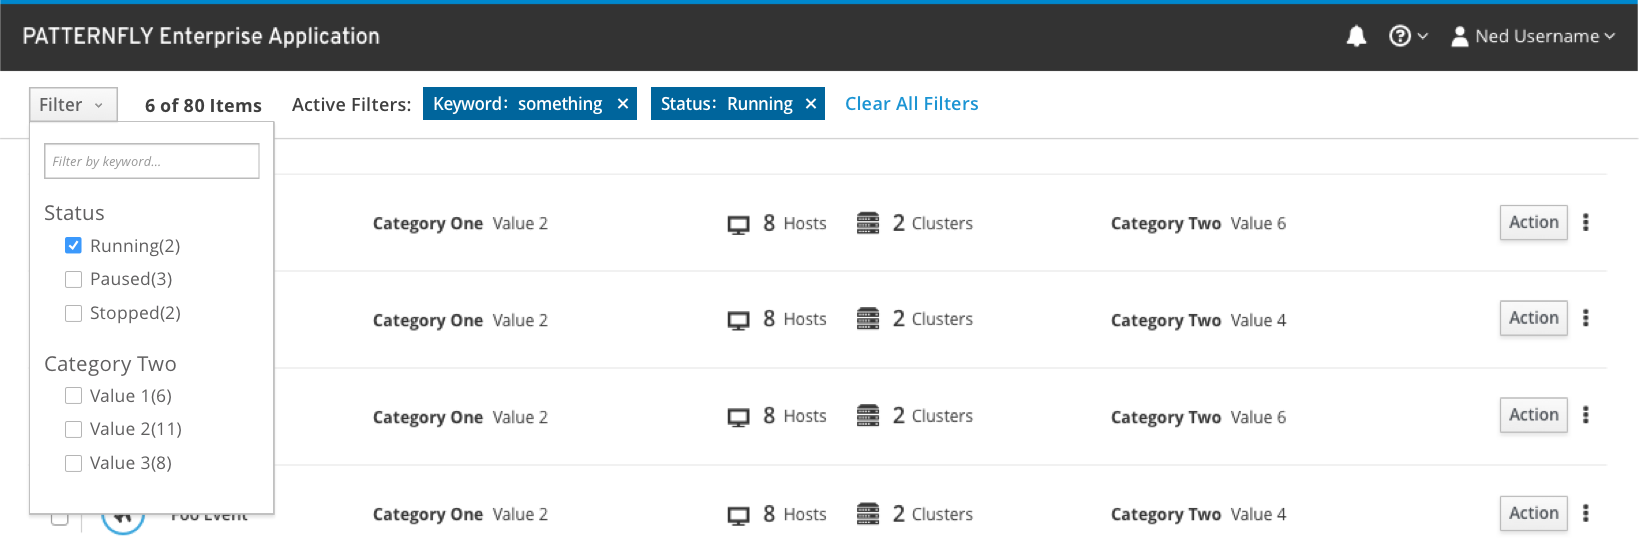 PATTERNFLY Enterprise Application
Ned Username
Filter
6 of 80 Items
Active Filters:
Keyword: something ×
Status: Running ×
Clear All Filters
Filter by keyword...
Status
Running(2)
Paused(3)
Stopped(2)
Category Two
Value 1(6)
Value 2(11)
Value 3(8)
Category One Value 2 8 Hosts 2 Clusters Category Two Value 6 Action
Category One Value 2 8 Hosts 2 Clusters Category Two Value 4 Action
Category One Value 2 8 Hosts 2 Clusters Category Two Value 6 Action
Foo Event Category One Value 2 8 Hosts 2 Clusters Category Two Value 4 Action